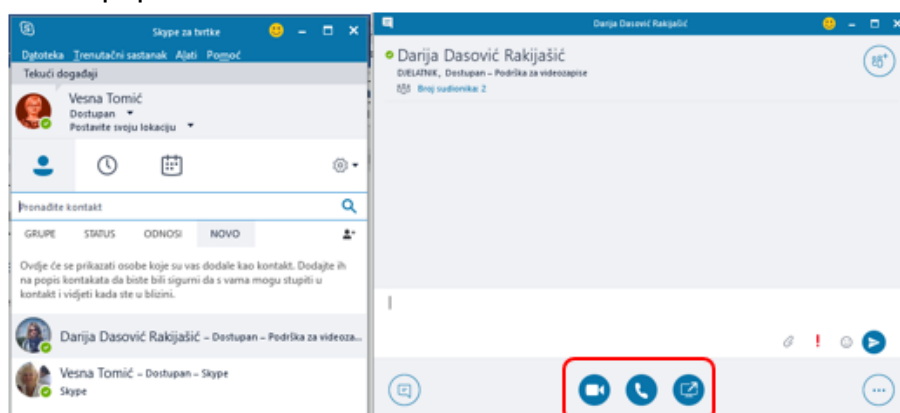 Skype za tvrtke
Datoteka Trenutačni sastanak Alati Pomoć
Tekući događaji
Vesna Tomić
Dostupan
Postavite svoju lokaciju
Pronađite kontakt
GRUPE STATUS ODNOSI NOVO
Ovdje će se prikazati osobe koje su vas dodale kao kontakt. Dodajte ih
na popis kontakata da biste bili sigurni da s vama mogu stupiti u
kontakt i vidjeti kada ste u blizini.
Darija Dasović Rakijašić – Dostupan – Podrška za videoza...
Vesna Tomić – Dostupan – Skype
Skype
Darija Dasović Rakijašić
Darija Dasović Rakijašić
DJELATNIK, Dostupan – Podrška za videozapise
Broj sudionika: 2